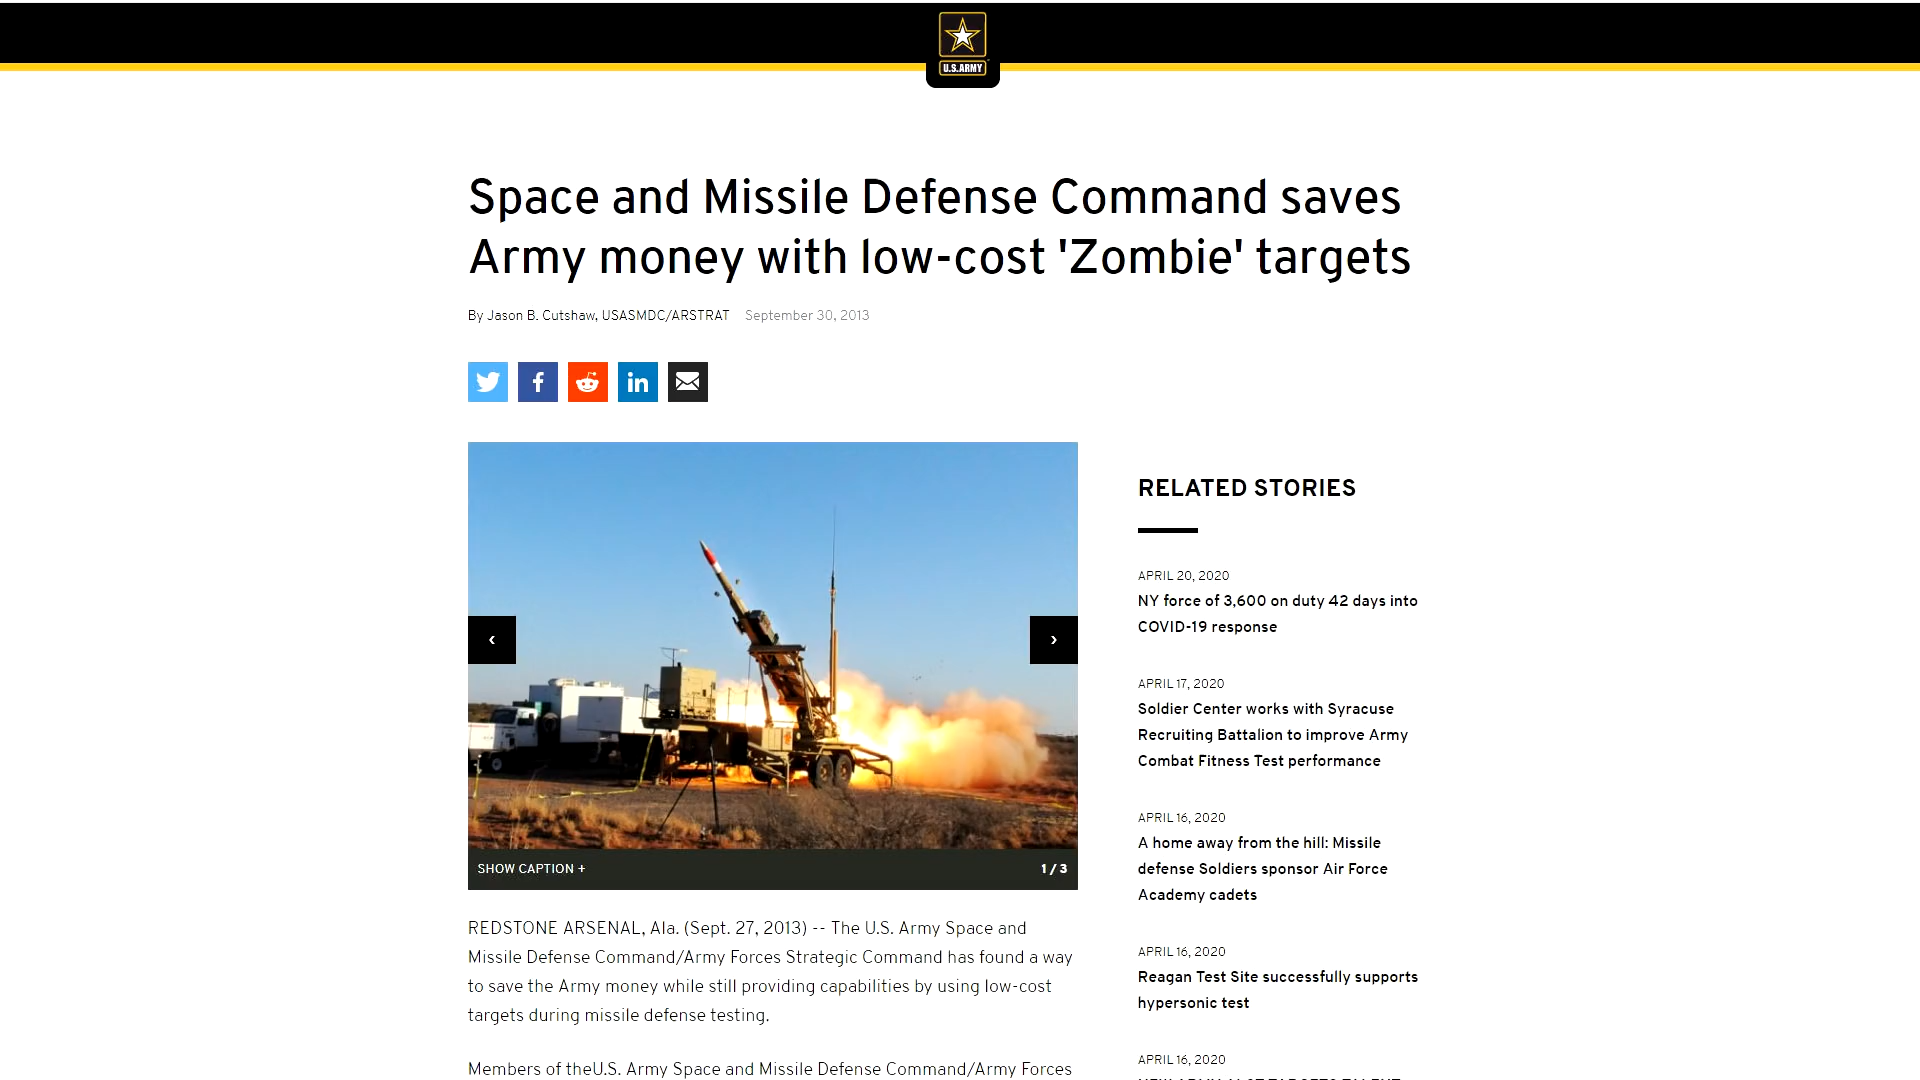 U.S.ARMY
Space and Missile Defense Command saves
Army money with low-cost 'Zombie' targets
By Jason B. Cutshaw, USASMDC/ARSTRAT September 30, 2013
SHOW CAPTION +
1 / 3
REDSTONE ARSENAL, Ala. (Sept. 27, 2013) -- The U.S. Army Space and
Missile Defense Command/Army Forces Strategic Command has found a way
to save the Army money while still providing capabilities by using low-cost
targets during missile defense testing.
Members of theU.S. Army Space and Missile Defense Command/Army Forces
RELATED STORIES
APRIL 20, 2020
NY force of 3,600 on duty 42 days into
COVID-19 response
APRIL 17, 2020
Soldier Center works with Syracuse
Recruiting Battalion to improve Army
Combat Fitness Test performance
APRIL 16, 2020
A home away from the hill: Missile
defense Soldiers sponsor Air Force
Academy cadets
APRIL 16, 2020
Reagan Test Site successfully supports
hypersonic test
APRIL 16, 2020